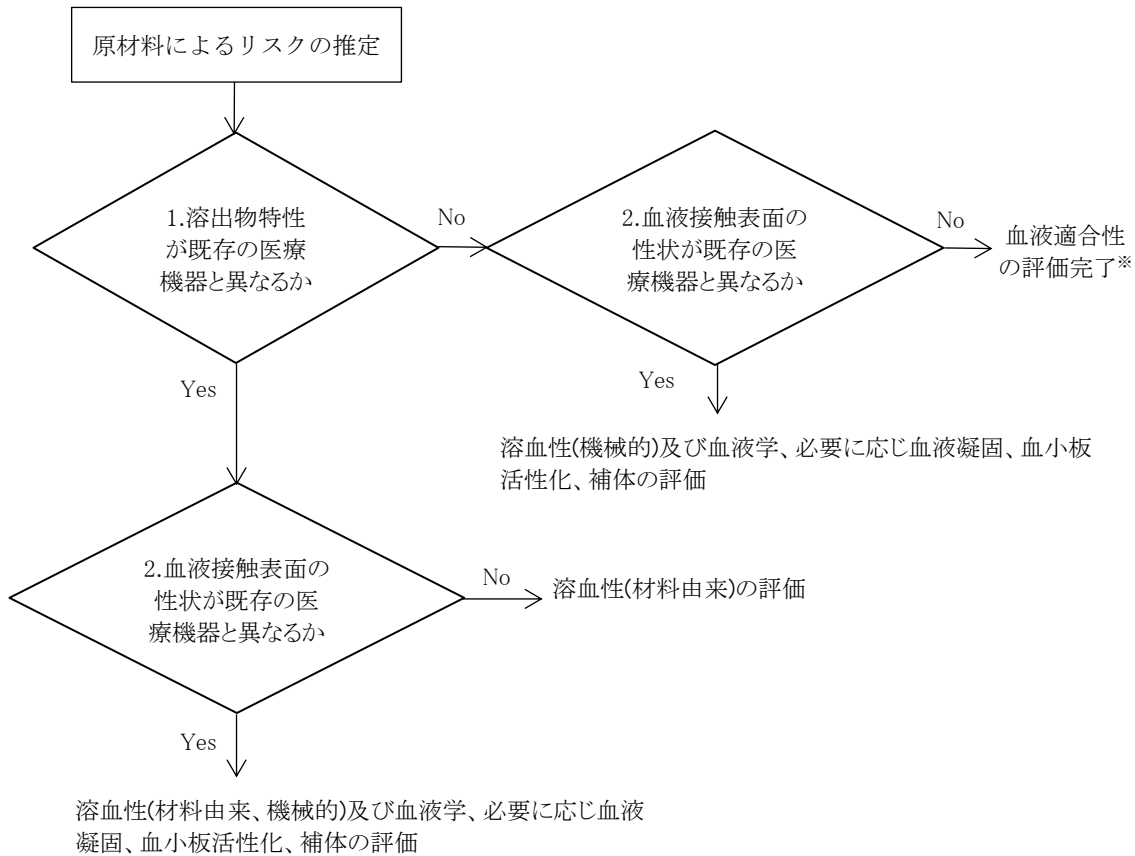 原材料によるリスクの推定
1.溶出物特性
が既存の医療
機器と異なるか
No
2.血液接触表面の
性状が既存の医
療機器と異なるか
No
血液適合性
の評価完了※
Yes
Yes
溶血性(機械的)及び血液学、必要に応じ血液凝固、血小板
活性化、補体の評価
2.血液接触表面の
性状が既存の医
療機器と異なるか
No
溶血性(材料由来)の評価
Yes
溶血性(材料由来、機械的)及び血液学、必要に応じ血液
凝固、血小板活性化、補体の評価